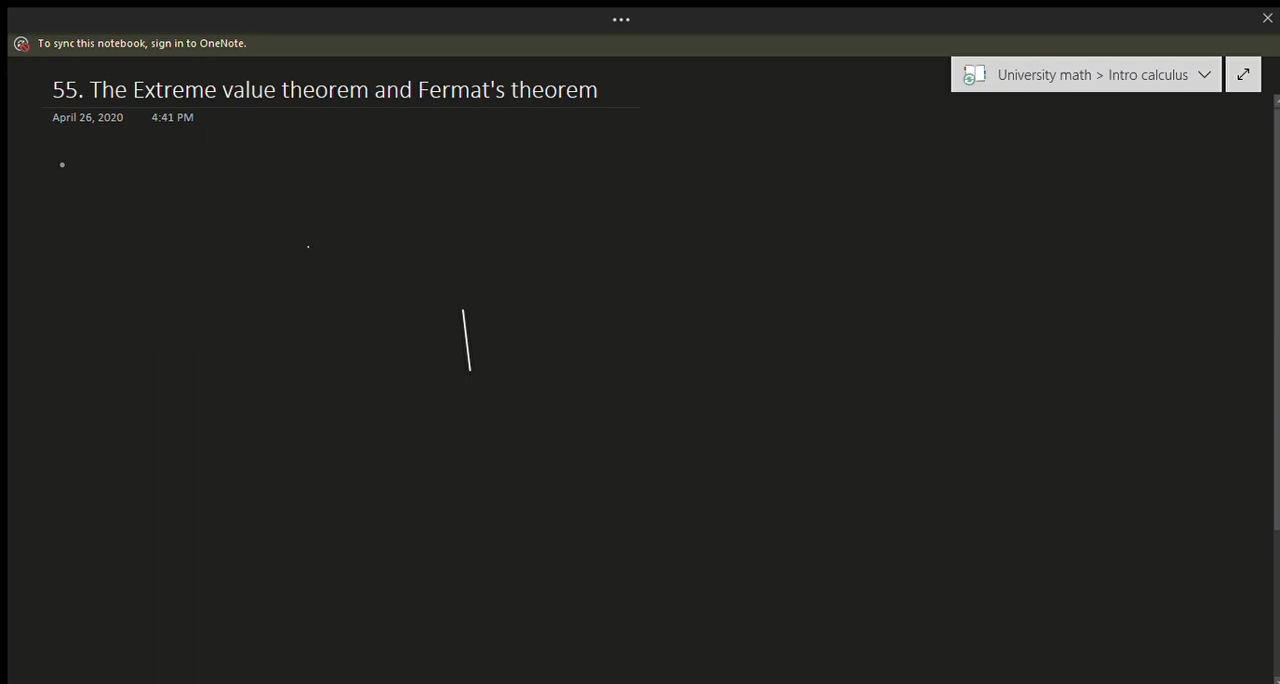 To sync this notebook, sign in to OneNote.
University math > Intro calculus
55. The Extreme value theorem and Fermat's theorem
April 26, 2020 4:41 PM